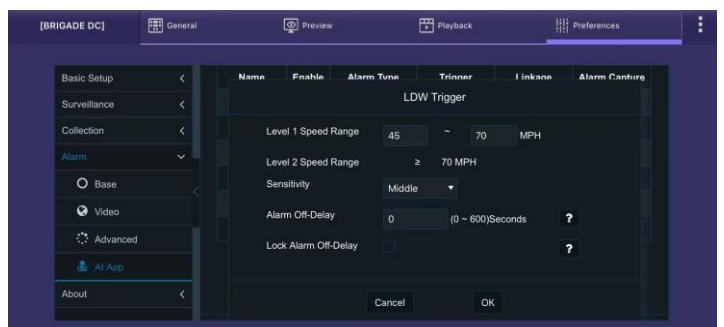 [BRIGADE DC] General Preview Playback Preferences
Basic Setup
Surveillance
Collection
Alarm
Base
Video
Advanced
AI App
About
Name Enable Alarm Type Trigger Linkage Alarm Capture
LDW Trigger
Level 1 Speed Range 45 ~ 70 MPH
Level 2 Speed Range ≥ 70 MPH
Sensitivity Middle
Alarm Off-Delay 0 (0 ~ 600)Seconds ?
Lock Alarm Off-Delay ?
Cancel OK